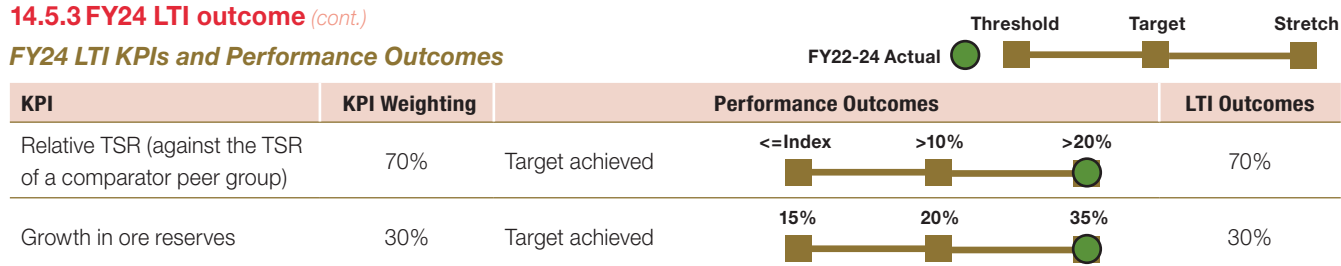 14.5.3 FY24 LTI outcome (cont.)
FY24 LTI KPIs and Performance Outcomes
Threshold Target Stretch
FY22-24 Actual
KPI KPI Weighting Performance Outcomes LTI Outcomes
Relative TSR (against the TSR
of a comparator peer group)
70%
Target achieved
<=Index >10% >20%
70%
Growth in ore reserves
30%
Target achieved
15% 20% 35%
30%